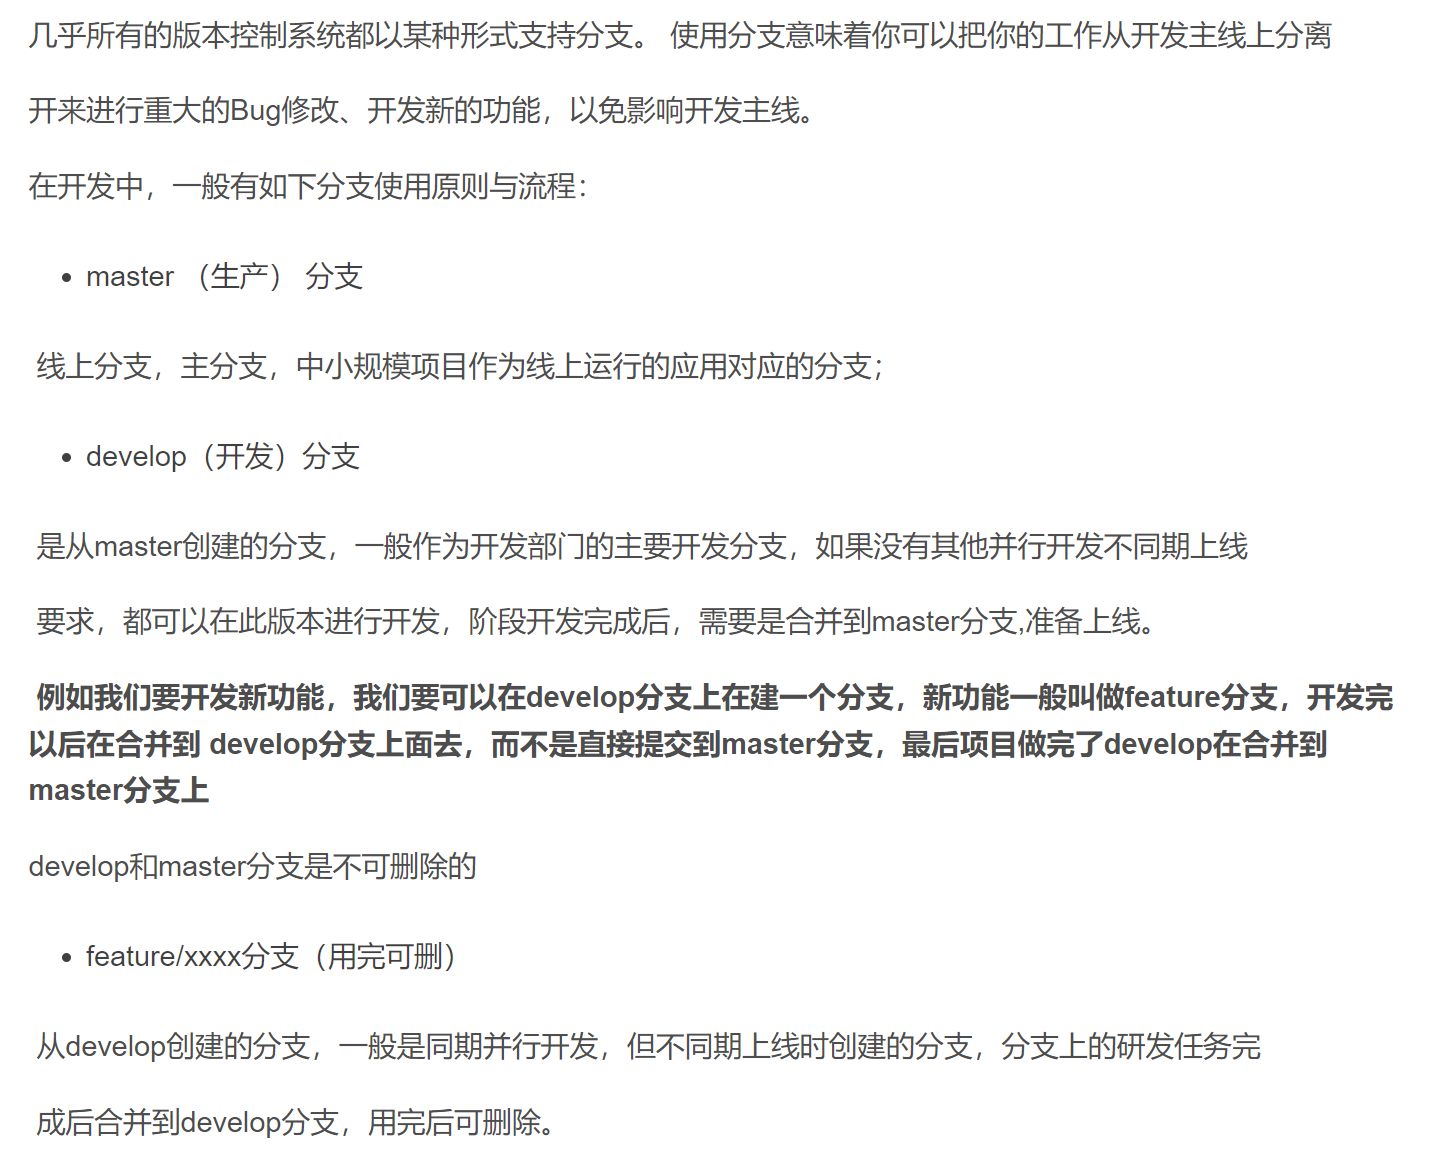 几乎所有的版本控制系统都以某种形式支持分支。 使用分支意味着你可以把你的工作从开发主线上分离
开来进行重大的Bug修改、开发新的功能，以免影响开发主线。
在开发中，一般有如下分支使用原则与流程：
• master （生产） 分支
线上分支，主分支，中小规模项目作为线上运行的应用对应的分支；
• develop（开发）分支
是从master创建的分支，一般作为开发部门的主要开发分支，如果没有其他并行开发不同期上线
要求，都可以在此版本进行开发，阶段开发完成后，需要是合并到master分支,准备上线。
例如我们要开发新功能，我们要可以在develop分支上在建一个分支，新功能一般叫做feature分支，开发完
以后在合并到 develop分支上面去，而不是直接提交到master分支，最后项目做完了develop在合并到
master分支上
develop和master分支是不可删除的
• feature/xxxx分支（用完可删）
从develop创建的分支，一般是同期并行开发，但不同期上线时创建的分支，分支上的研发任务完
成后合并到develop分支，用完后可删除。